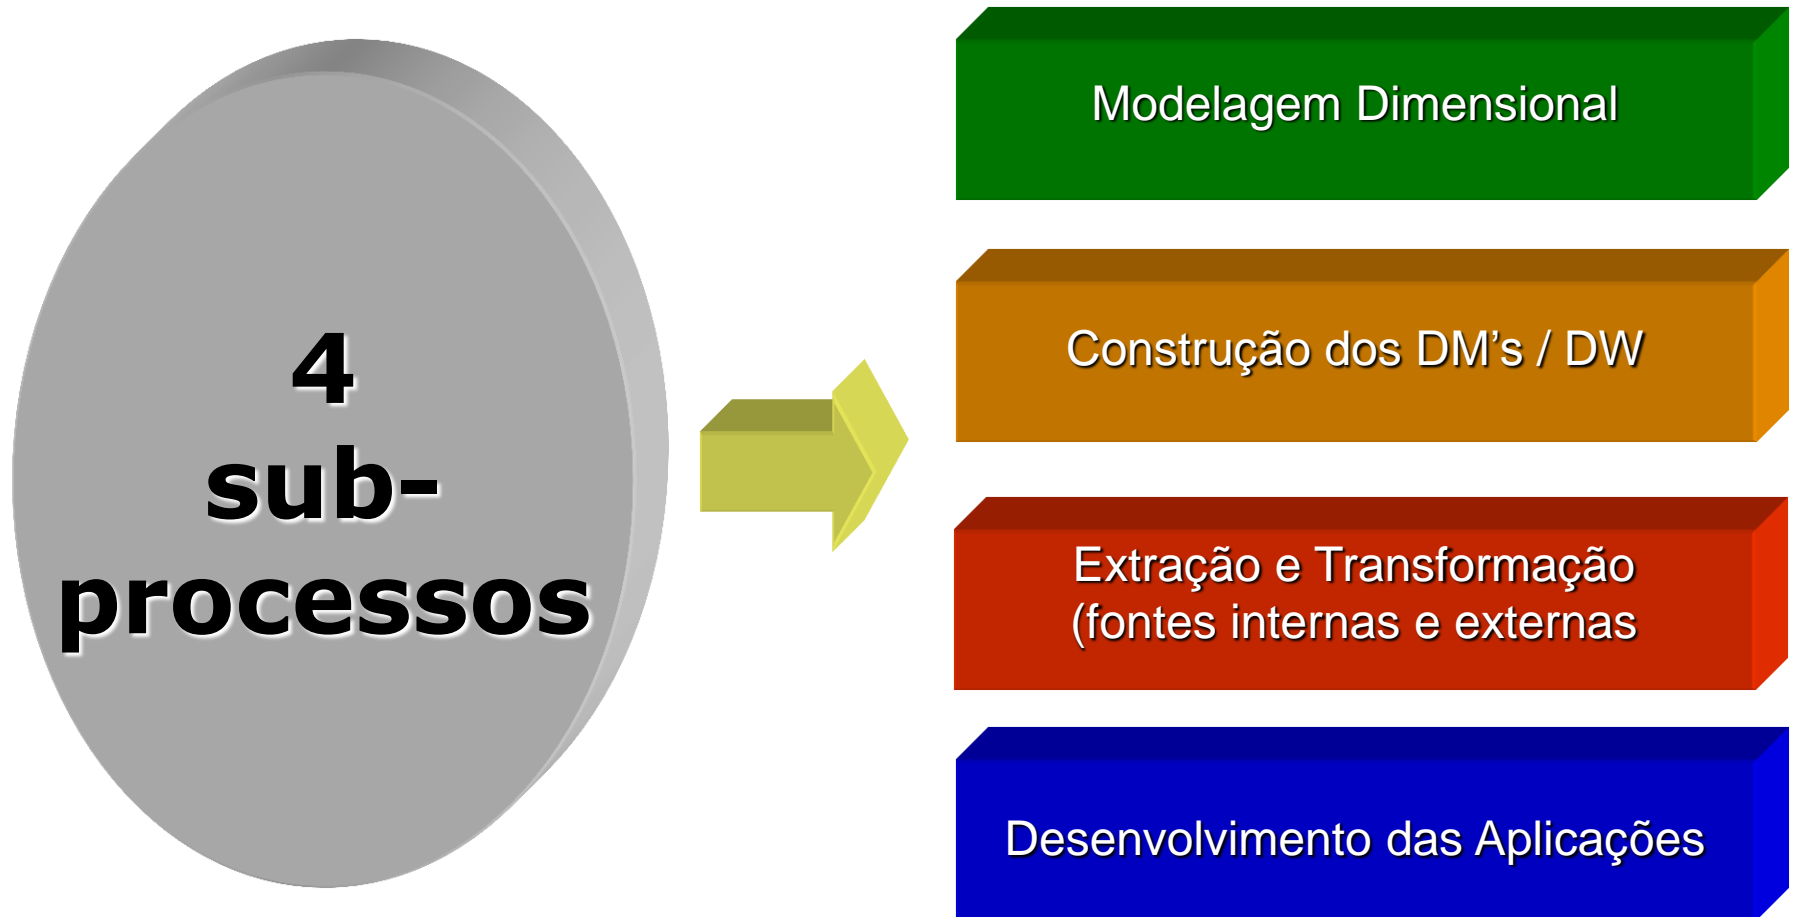 4
sub-
processos
Modelagem Dimensional
Construção dos DM’s / DW
Extração e Transformação
(fontes internas e externas
Desenvolvimento das Aplicações